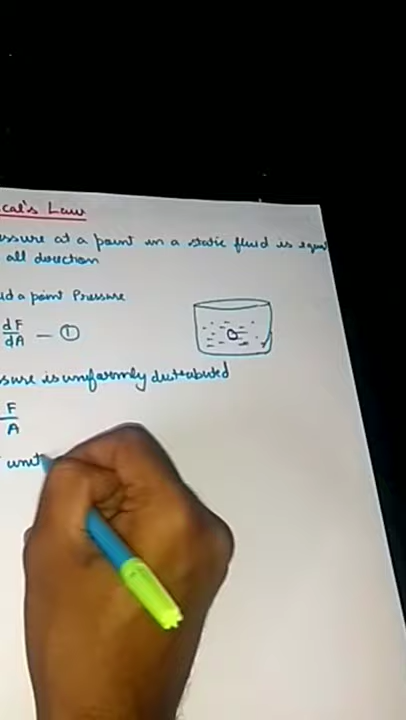 cal's Law
ssure at a point in a static fluid is equa
all direction
a point Pressure
dF
dA — ①
sure is uniformly distributed
F
A
unit